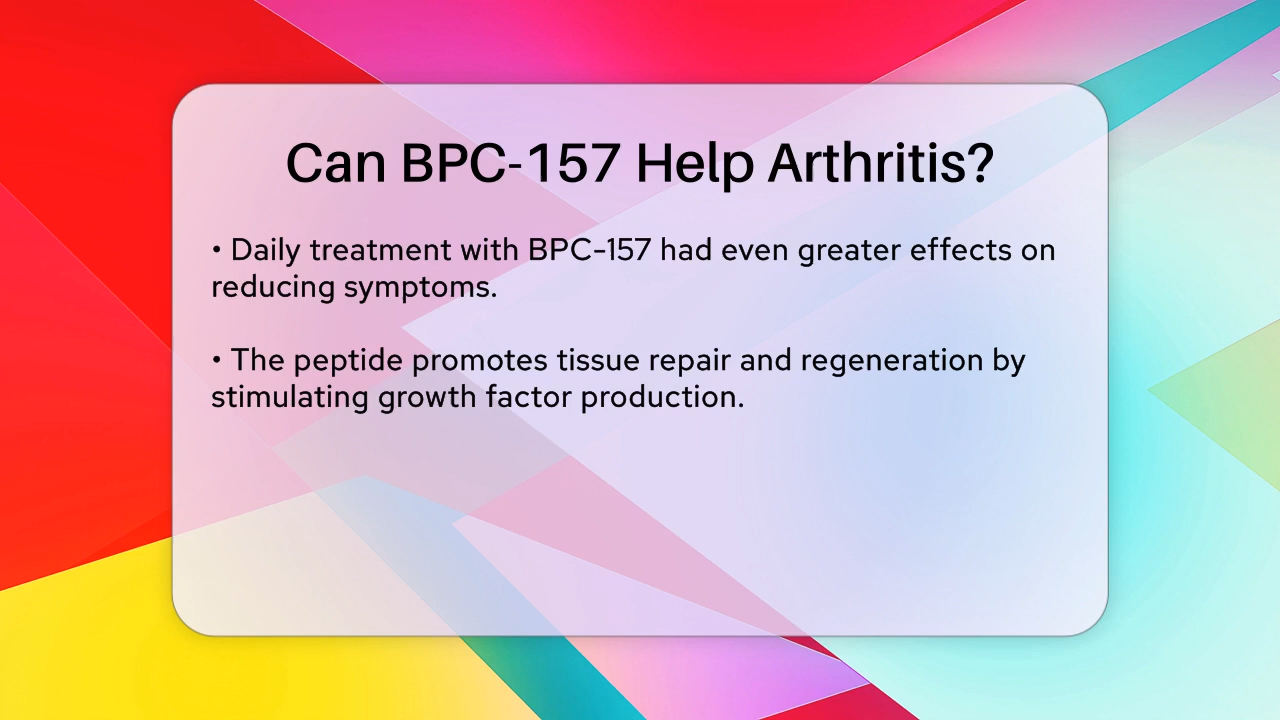 Can BPC-157 Help Arthritis?
• Daily treatment with BPC-157 had even greater effects on
reducing symptoms.
• The peptide promotes tissue repair and regeneration by
stimulating growth factor production.